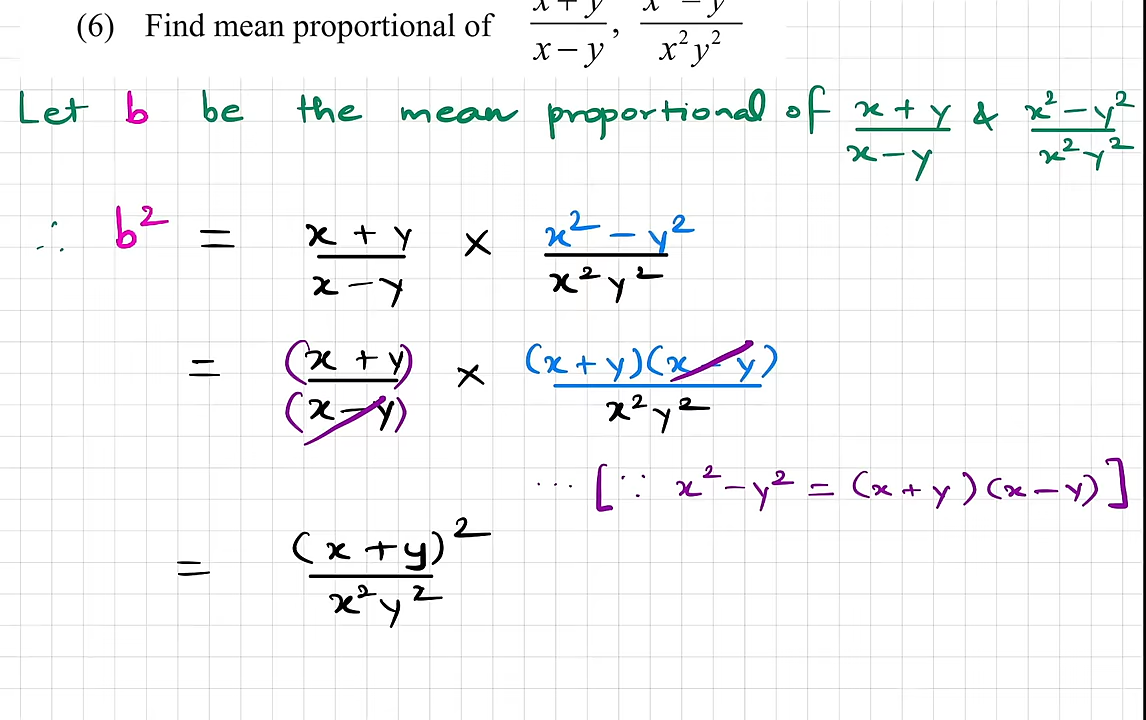 (6) Find mean proportional of (x + y)/(x − y), (x² − y²)/(x²y²)
Let b be the mean proportional of (x + y)/(x − y) & (x² − y²)/(x²y²)
∴ b² = (x + y)/(x − y) × (x² − y²)/(x²y²)
= (x + y)/(x − y) × (x + y)(x − y)/(x²y²)
... [∵ x² − y² = (x + y)(x − y)]
= (x + y)²/(x²y²)